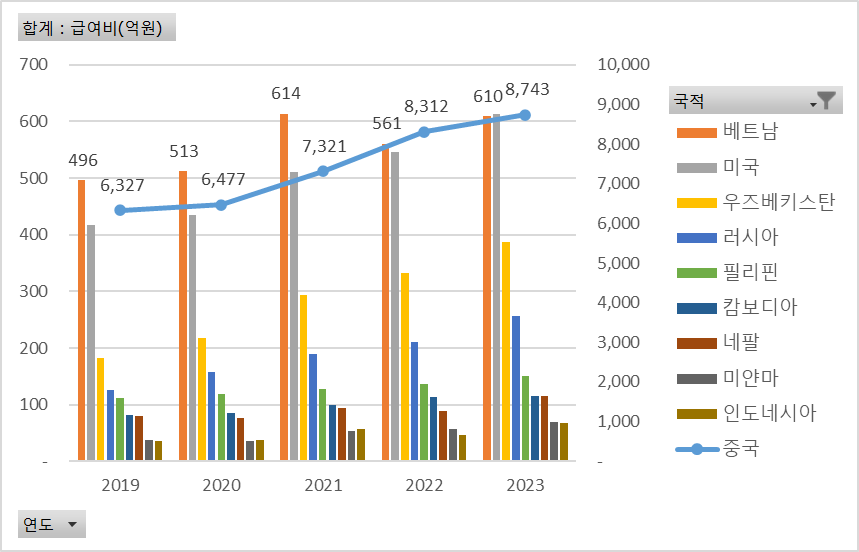 합계 : 급여비(억원)
700
600
500
400
300
200
100
-
10,000
9,000
8,000
7,000
6,000
5,000
4,000
3,000
2,000
1,000
-
496
513
614
561
610
6,327
6,477
7,321
8,312
8,743
2019
2020
2021
2022
2023
국적
베트남
미국
우즈베키스탄
러시아
필리핀
캄보디아
네팔
미얀마
인도네시아
중국
연도